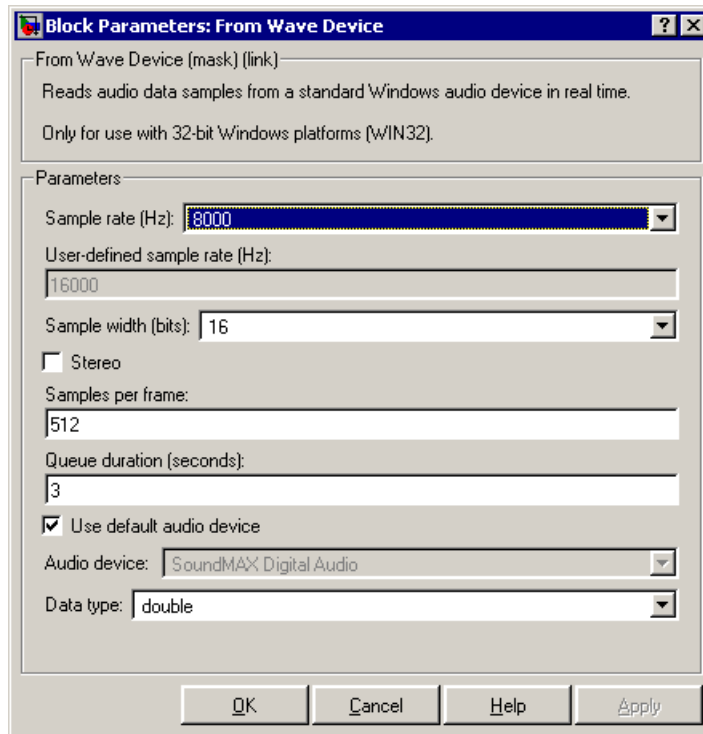 Block Parameters: From Wave Device
From Wave Device (mask) (link)
Reads audio data samples from a standard Windows audio device in real time.
Only for use with 32-bit Windows platforms (WIN32).
Parameters
Sample rate (Hz): 8000
User-defined sample rate (Hz):
16000
Sample width (bits): 16
Stereo
Samples per frame:
512
Queue duration (seconds):
3
Use default audio device
Audio device: SoundMAX Digital Audio
Data type: double
OK Cancel Help Apply